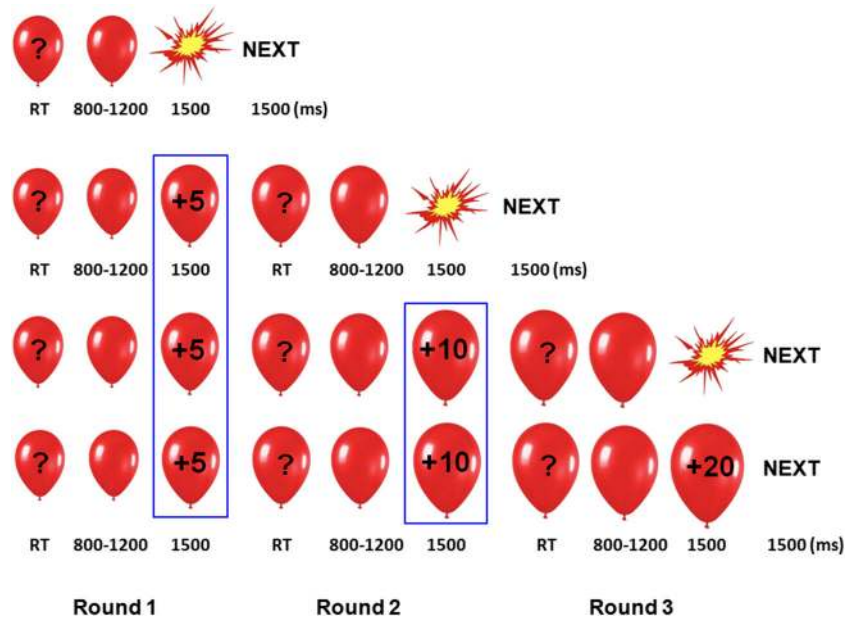 ? NEXT
RT 800-1200 1500 1500 (ms)
? +5 ? NEXT
RT 800-1200 1500 RT 800-1200 1500 1500 (ms)
? +5 ? +10 ? NEXT
? +5 ? +10 ? +20 NEXT
RT 800-1200 1500 RT 800-1200 1500 RT 800-1200 1500 1500 (ms)
Round 1 Round 2 Round 3